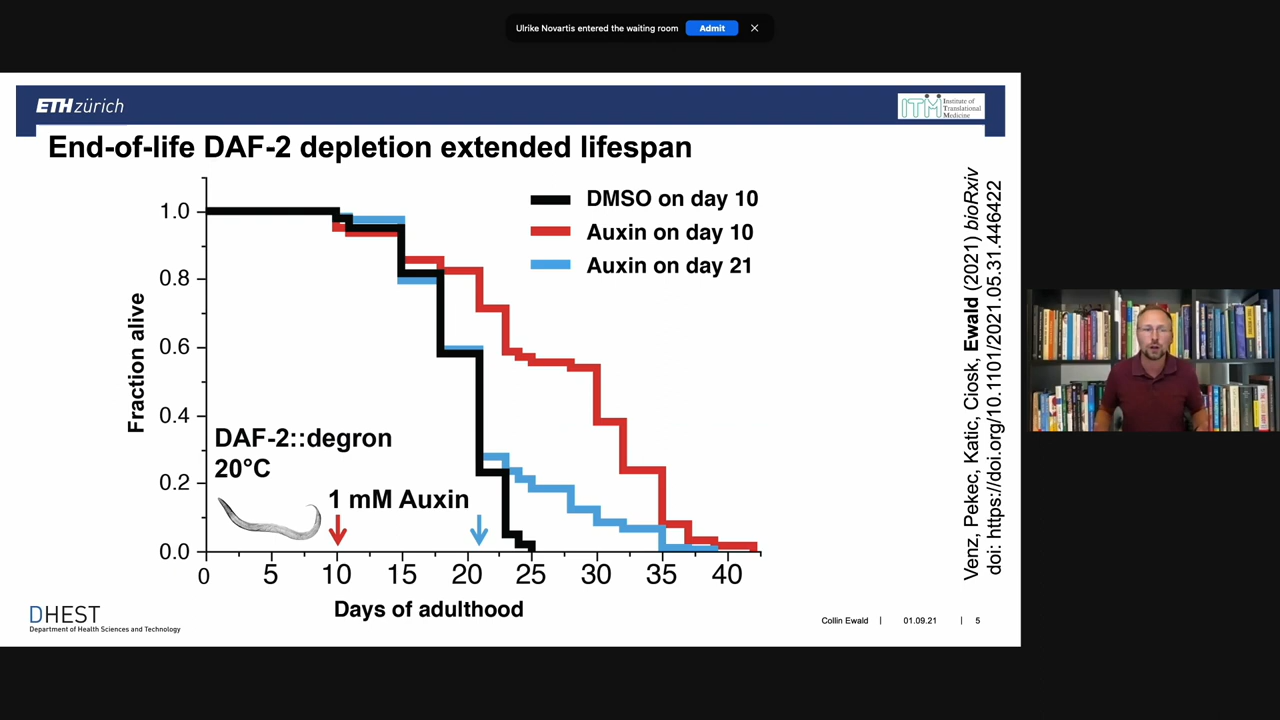 Ulrike Novartis entered the waiting room Admit
ETH zürich
ITM Institute of
Translational
Medicine
End-of-life DAF-2 depletion extended lifespan
DMSO on day 10
Auxin on day 10
Auxin on day 21
Fraction alive
1.0
0.8
0.6
0.4
0.2
0.0
DAF-2::degron
20°C
1 mM Auxin
0 5 10 15 20 25 30 35 40
Days of adulthood
Venz, Pekec, Katic, Ciosk, Ewald (2021) bioRxiv
doi: https://doi.org/10.1101/2021.05.31.446422
DHEST
Department of Health Sciences and Technology
Collin Ewald | 01.09.21 | 5